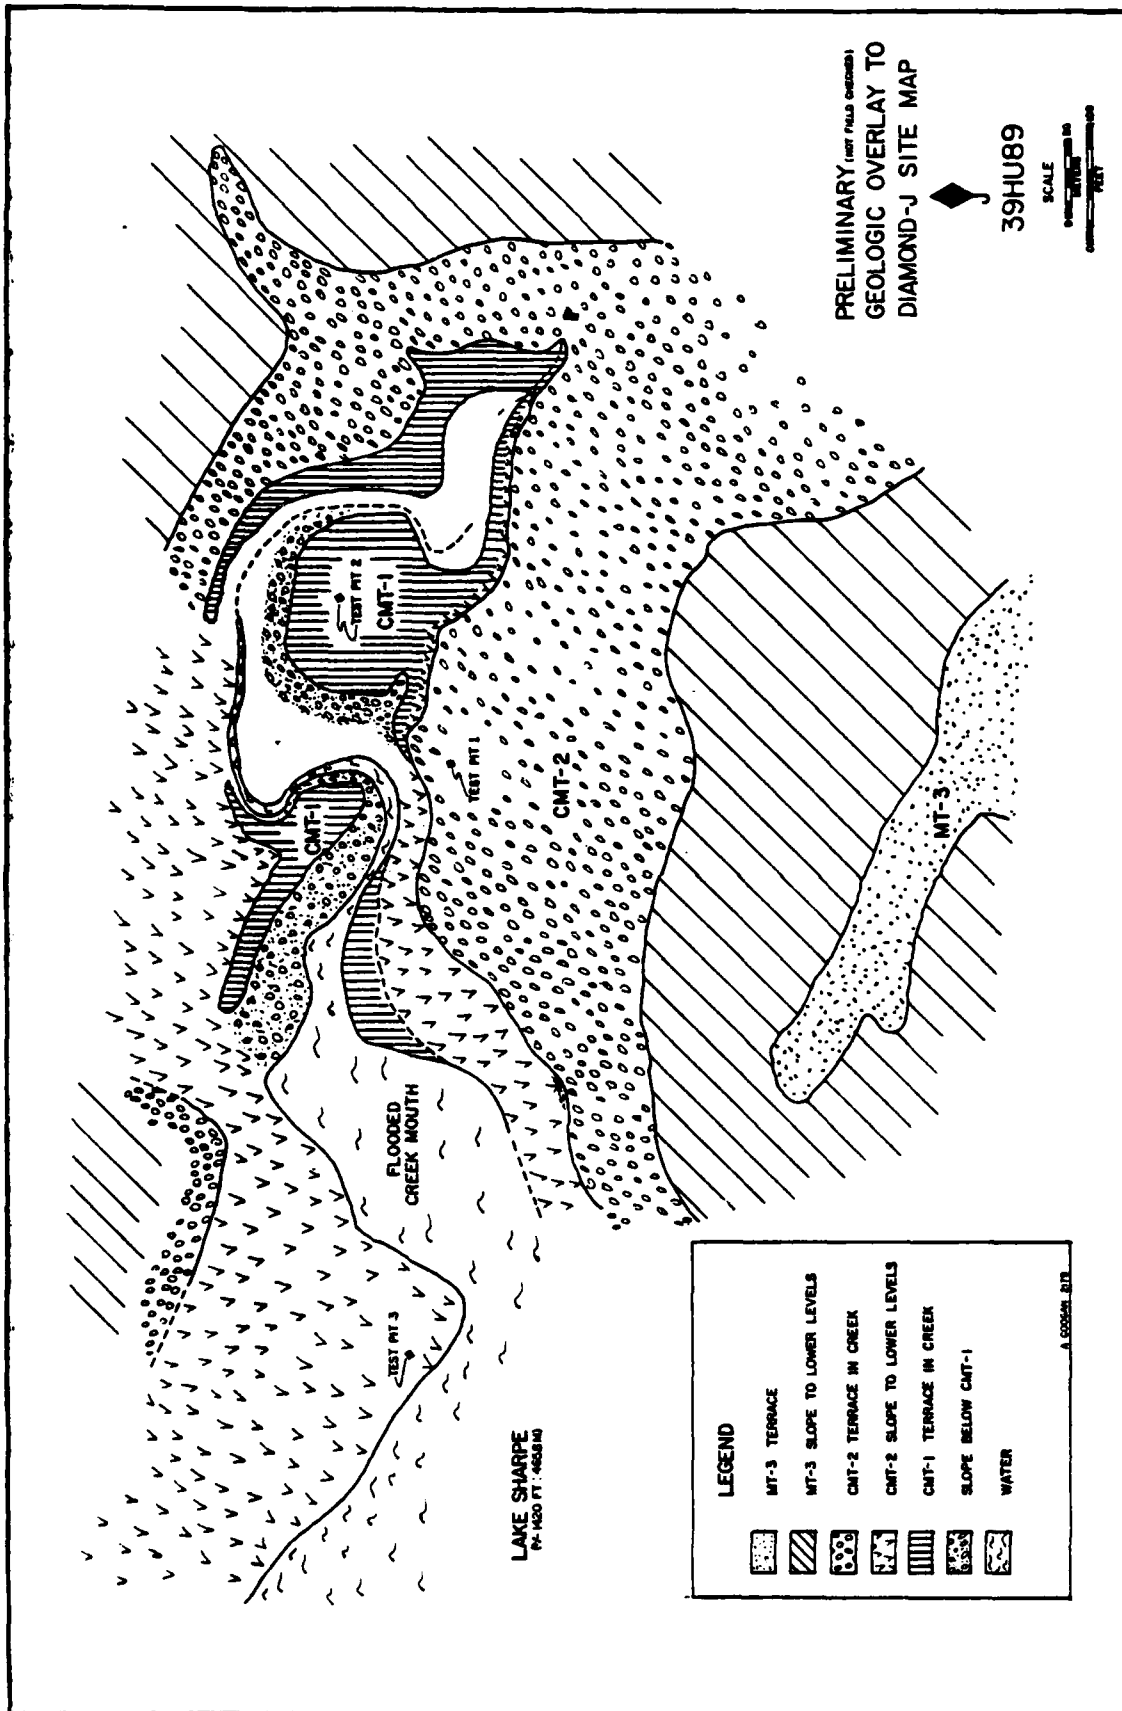 PRELIMINARY (NOT FIELD CHECKED)
GEOLOGIC OVERLAY TO
DIAMOND-J SITE MAP
39HU89
SCALE
METERS
FEET
TEST PIT 2
CMT-1
CMT-1
TEST PIT 1
CMT-2
MT-3
FLOODED
CREEK MOUTH
TEST PIT 3
LAKE SHARPE
LEGEND
MT-3 TERRACE
MT-3 SLOPE TO LOWER LEVELS
CMT-2 TERRACE IN CREEK
CMT-2 SLOPE TO LOWER LEVELS
CMT-1 TERRACE IN CREEK
SLOPE BELOW CMT-1
WATER